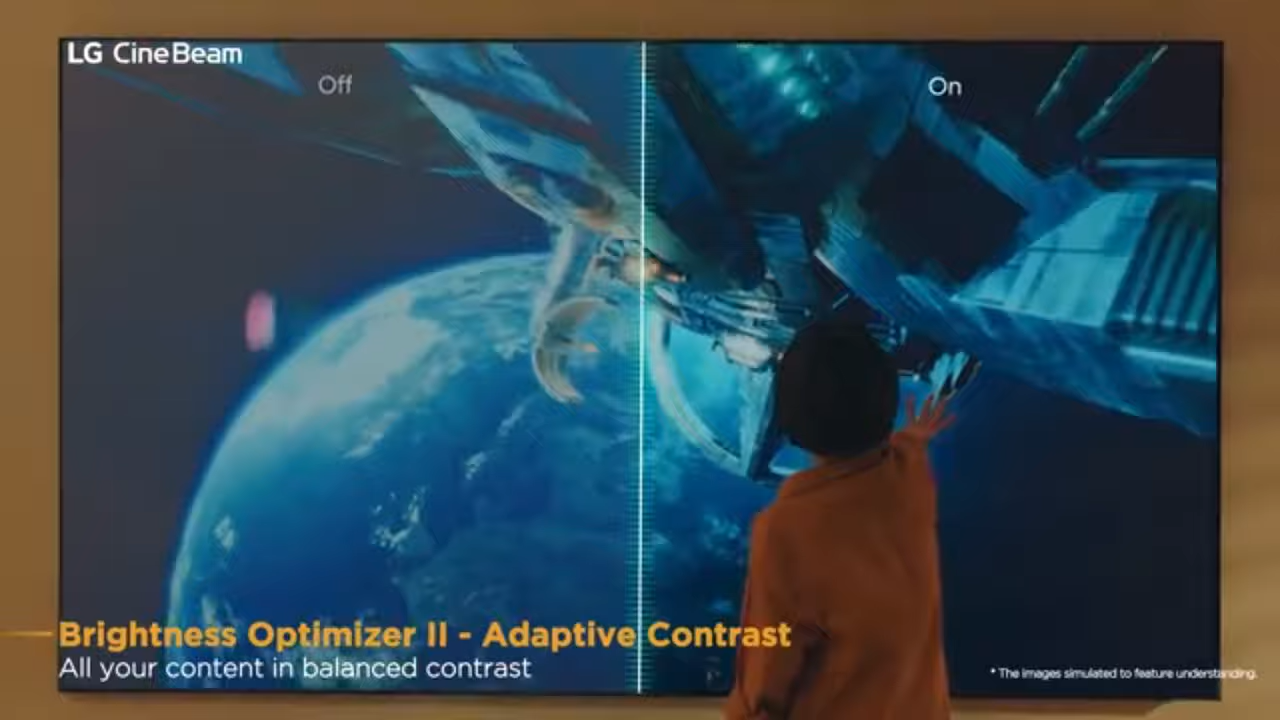 LG CineBeam
Off
On
Brightness Optimizer II - Adaptive Contrast
All your content in balanced contrast
* The images simulated to feature understanding.